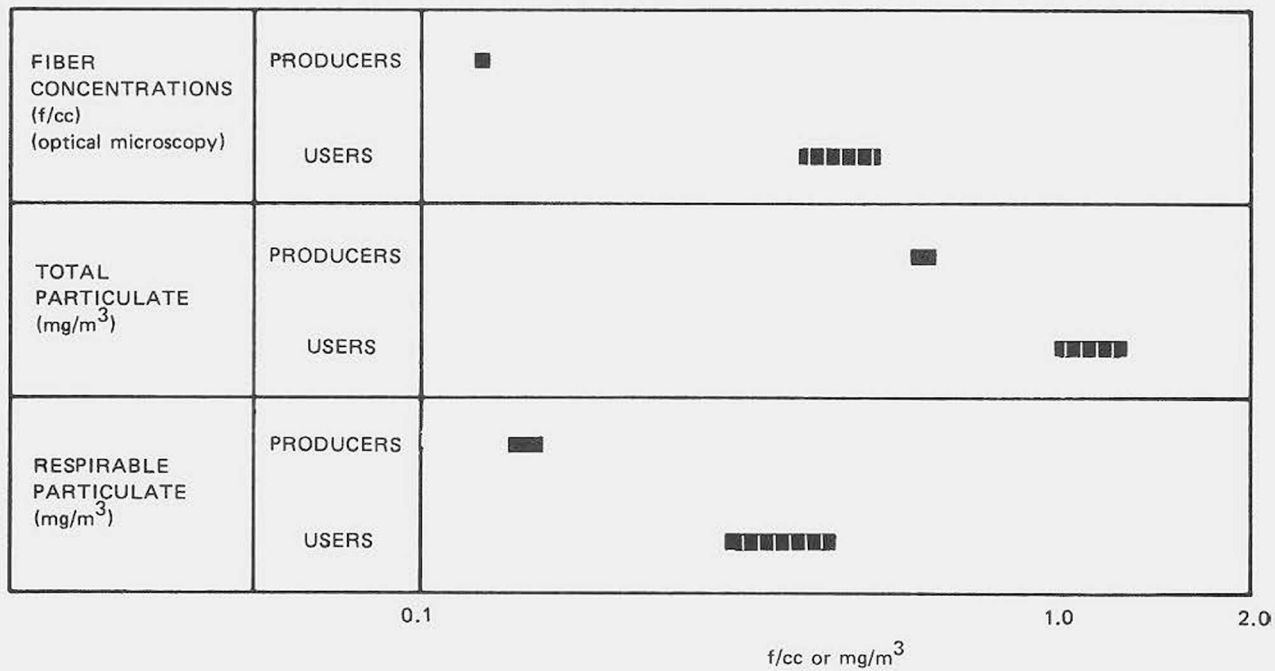 FIBER
CONCENTRATIONS
(f/cc)
(optical microscopy)
PRODUCERS
USERS
TOTAL
PARTICULATE
(mg/m³)
PRODUCERS
USERS
RESPIRABLE
PARTICULATE
(mg/m³)
PRODUCERS
USERS
0.1 1.0 2.0
f/cc or mg/m³